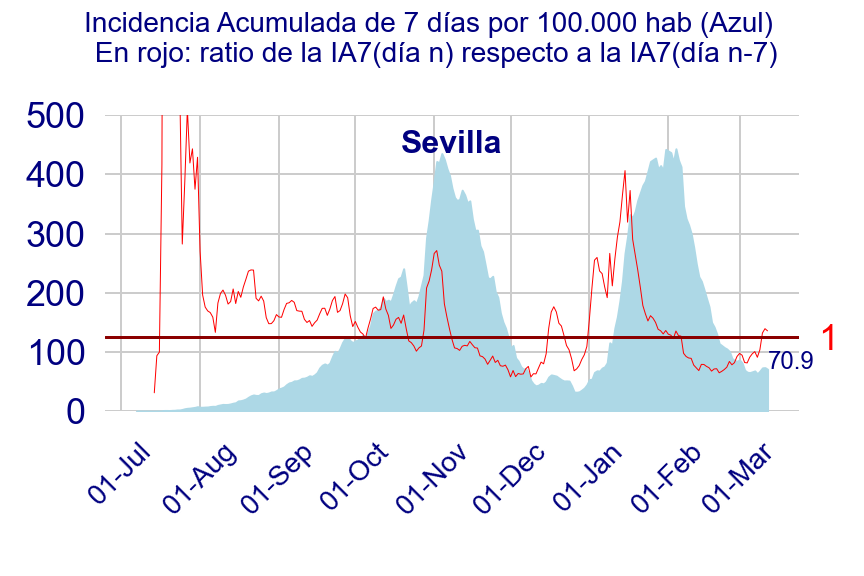 Incidencia Acumulada de 7 días por 100.000 hab (Azul)
En rojo: ratio de la IA7(día n) respecto a la IA7(día n-7)
Sevilla
500
400
300
200
100
0
1
70.9
01-Jul
01-Aug
01-Sep
01-Oct
01-Nov
01-Dec
01-Jan
01-Feb
01-Mar